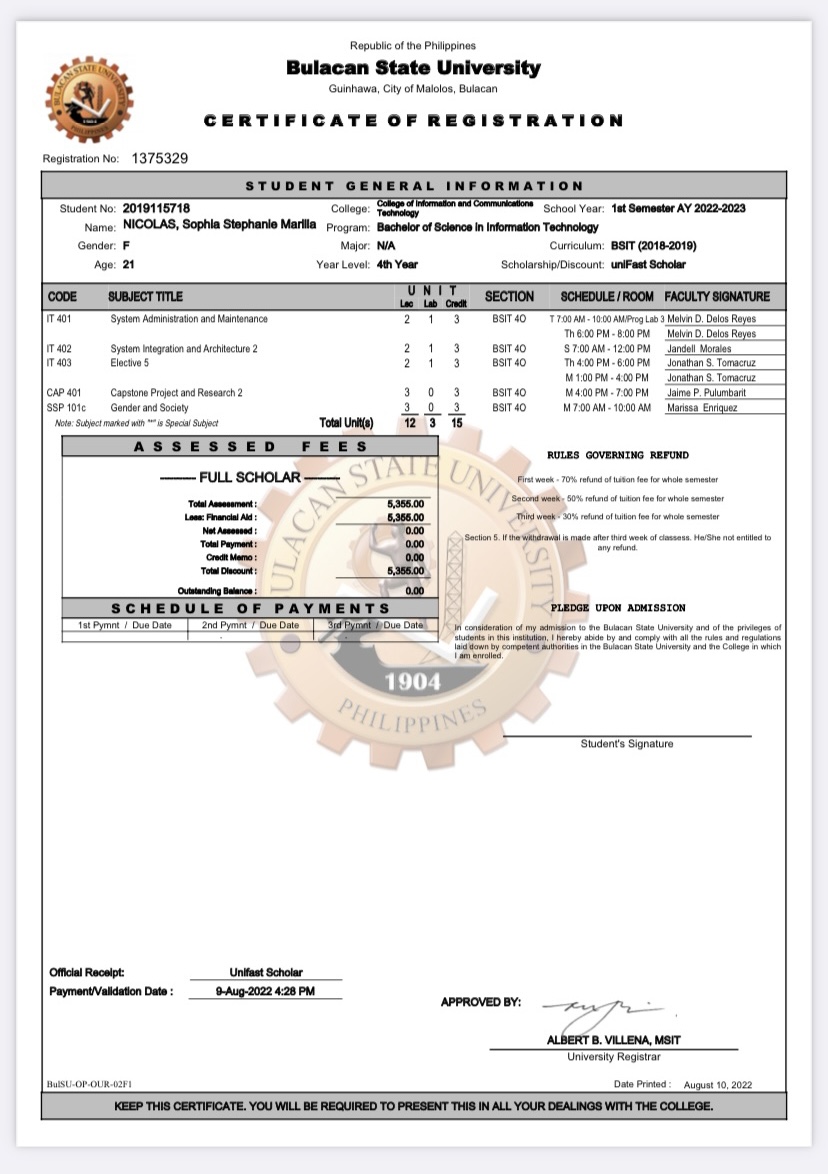 Republic of the Philippines
Bulacan State University
Guinhawa, City of Malolos, Bulacan
CERTIFICATE OF REGISTRATION
Registration No: 1375329
STUDENT GENERAL INFORMATION
Student No: 2019115718 College: College of Information and Communications Technology School Year: 1st Semester AY 2022-2023
Name: NICOLAS, Sophia Stephanie Marilla Program: Bachelor of Science in Information Technology
Gender: F Major: N/A Curriculum: BSIT (2018-2019)
Age: 21 Year Level: 4th Year Scholarship/Discount: uniFast Scholar
UNIT
CODE SUBJECT TITLE Lec Lab Credit SECTION SCHEDULE / ROOM FACULTY SIGNATURE
IT 401 System Administration and Maintenance 2 1 3 BSIT 4O T 7:00 AM - 10:00 AM/Prog Lab 3 Melvin D. Delos Reyes
Th 6:00 PM - 8:00 PM Melvin D. Delos Reyes
IT 402 System Integration and Architecture 2 2 1 3 BSIT 4O S 7:00 AM - 12:00 PM Jandell Morales
IT 403 Elective 5 2 1 3 BSIT 4O Th 4:00 PM - 6:00 PM Jonathan S. Tomacruz
M 1:00 PM - 4:00 PM Jonathan S. Tomacruz
CAP 401 Capstone Project and Research 2 3 0 3 BSIT 4O M 4:00 PM - 7:00 PM Jaime P. Pulumbarit
SSP 101c Gender and Society 3 0 3 BSIT 4O M 7:00 AM - 10:00 AM Marissa Enriquez
Note: Subject marked with "*" is Special Subject Total Unit(s) 12 3 15
ASSESSED FEES
FULL SCHOLAR
Total Assessment : 5,355.00
Less: Financial Aid : 5,355.00
Net Assessed : 0.00
Total Payment : 0.00
Credit Memo : 0.00
Total Discount : 5,355.00
Outstanding Balance : 0.00
SCHEDULE OF PAYMENTS
1st Pymnt / Due Date 2nd Pymnt / Due Date 3rd Pymnt / Due Date
RULES GOVERNING REFUND
First week - 70% refund of tuition fee for whole semester
Second week - 50% refund of tuition fee for whole semester
Third week - 30% refund of tuition fee for whole semester
Section 5. If the withdrawal is made after third week of classess. He/She not entitled to
any refund.
PLEDGE UPON ADMISSION
In consideration of my admission to the Bulacan State University and of the privileges of
students in this institution, I hereby abide by and comply with all the rules and regulations
laid down by competent authorities in the Bulacan State University and the College in which
I am enrolled.
BULACAN STATE UNIVERSITY
1904
PHILIPPINES
Student's Signature
Official Receipt: Unifast Scholar
Payment/Validation Date : 9-Aug-2022 4:28 PM
APPROVED BY:
ALBERT B. VILLENA, MSIT
University Registrar
BulSU-OP-OUR-02F1 Date Printed : August 10, 2022
KEEP THIS CERTIFICATE. YOU WILL BE REQUIRED TO PRESENT THIS IN ALL YOUR DEALINGS WITH THE COLLEGE.